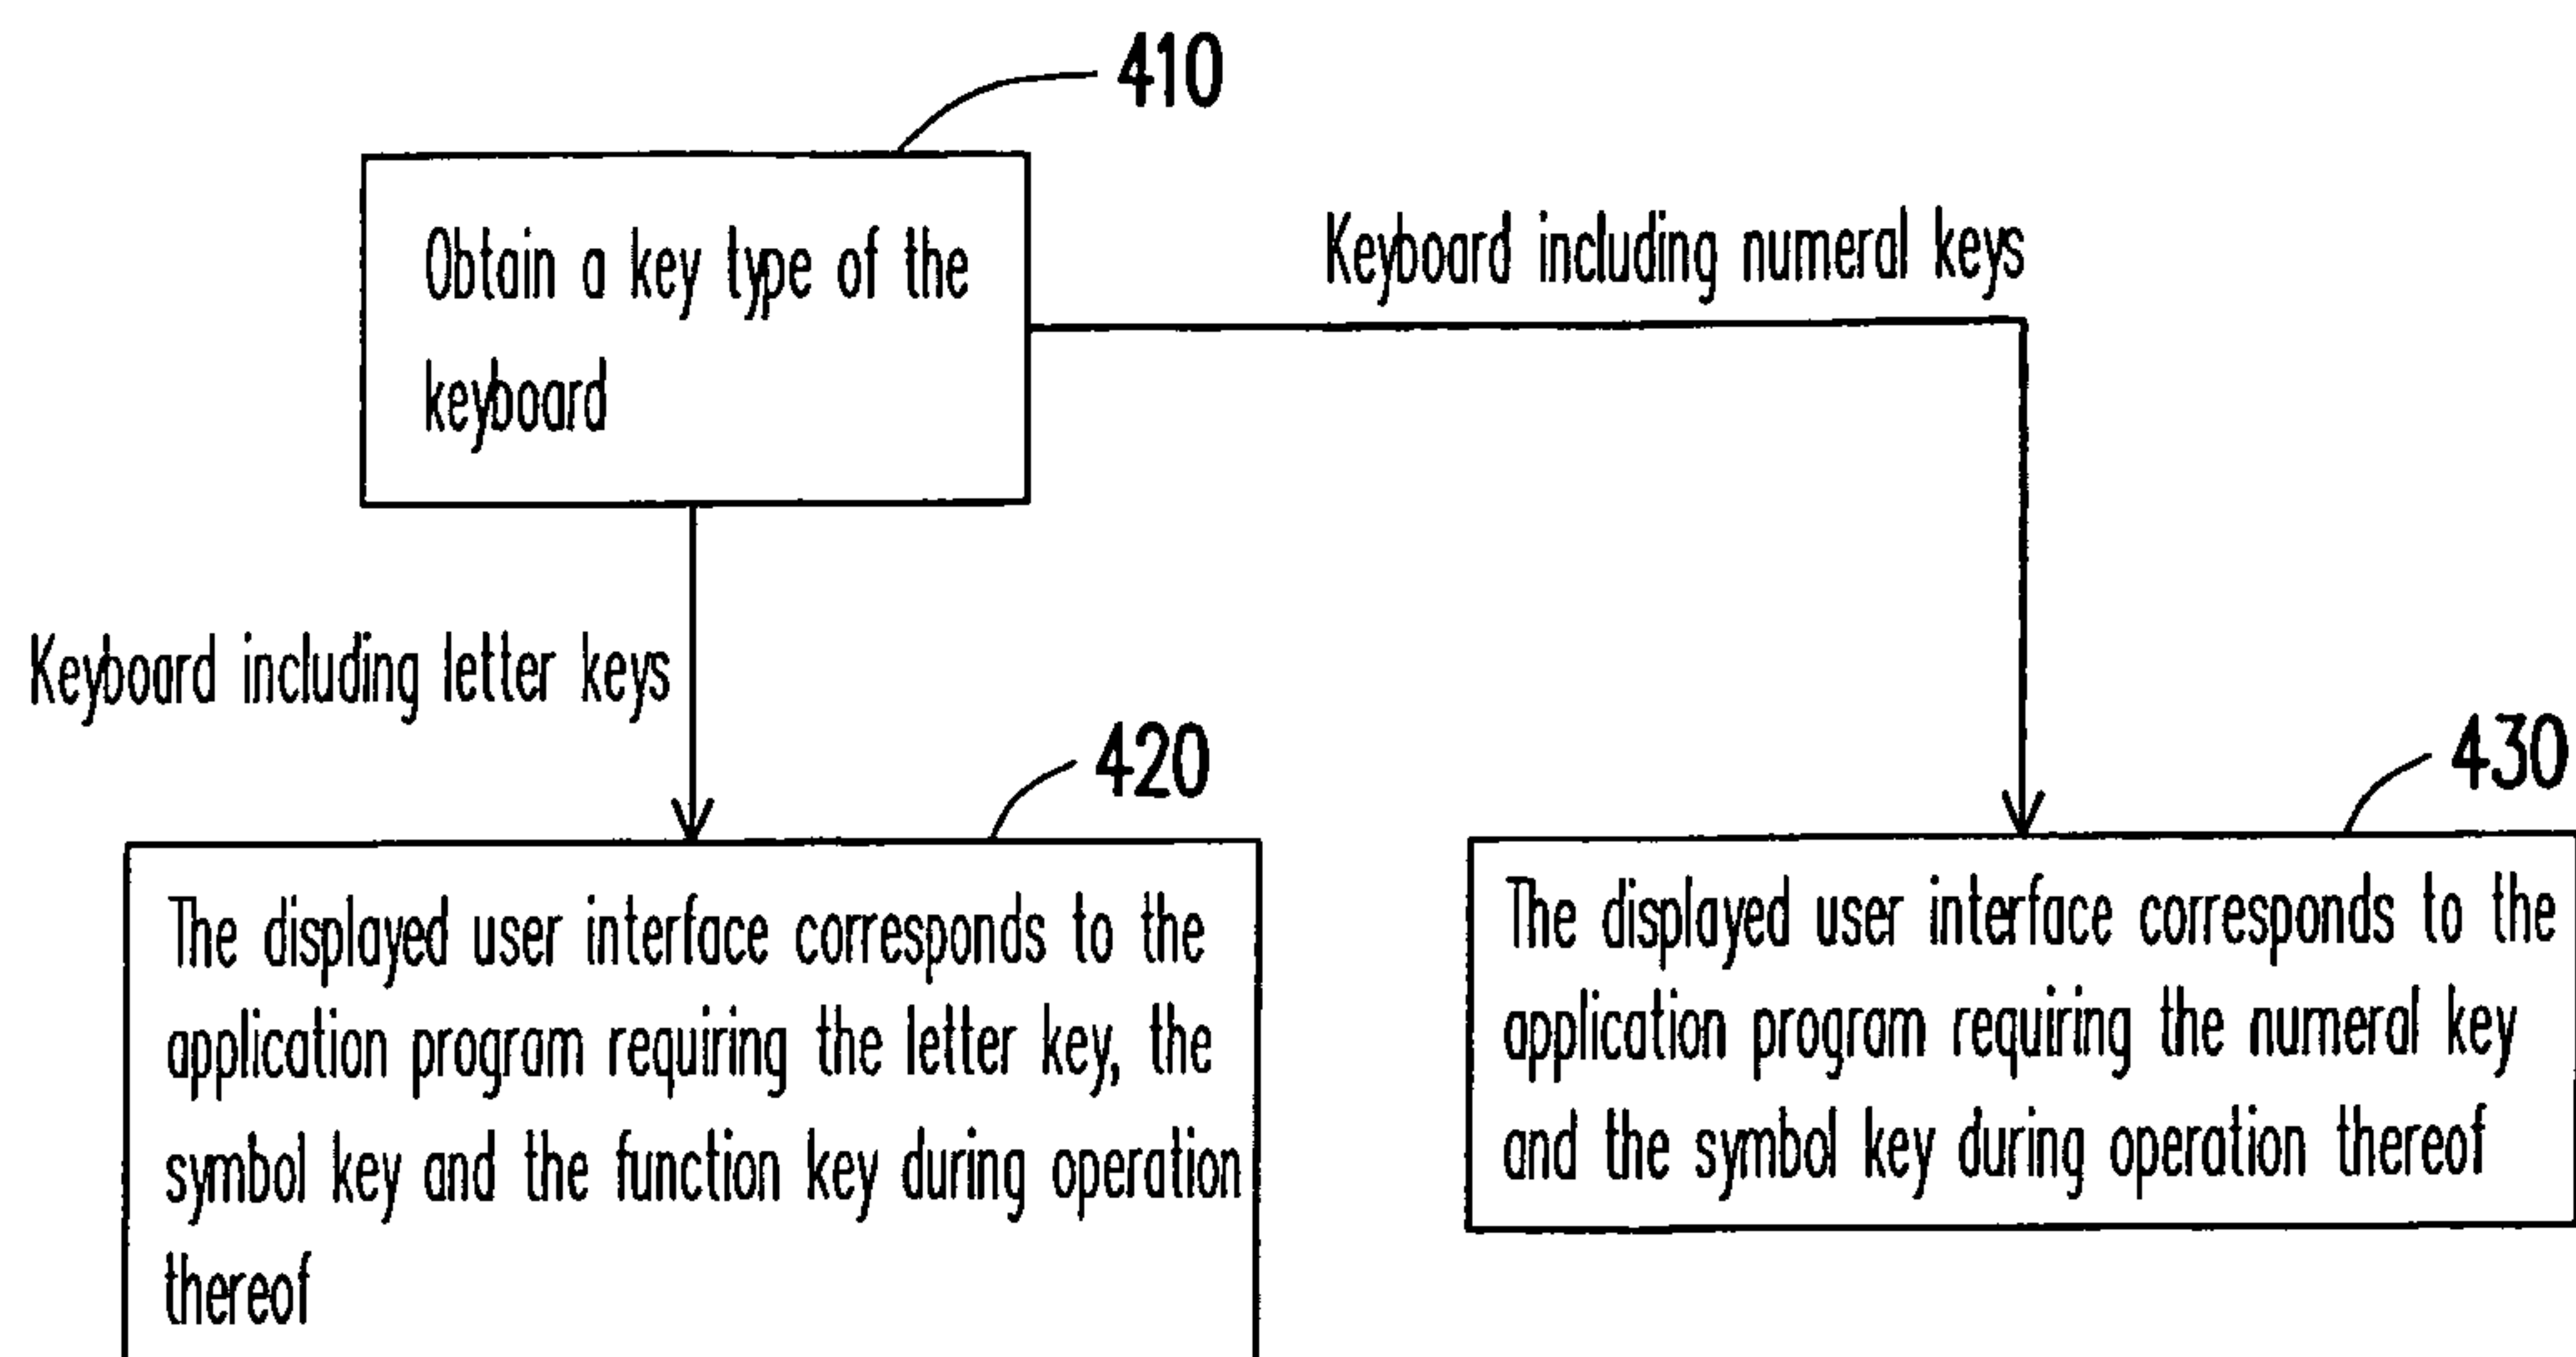 410
Obtain a key type of the
keyboard
Keyboard including numeral keys
Keyboard including letter keys
420
The displayed user interface corresponds to the
application program requiring the letter key, the
symbol key and the function key during operation
thereof
430
The displayed user interface corresponds to the
application program requiring the numeral key
and the symbol key during operation thereof